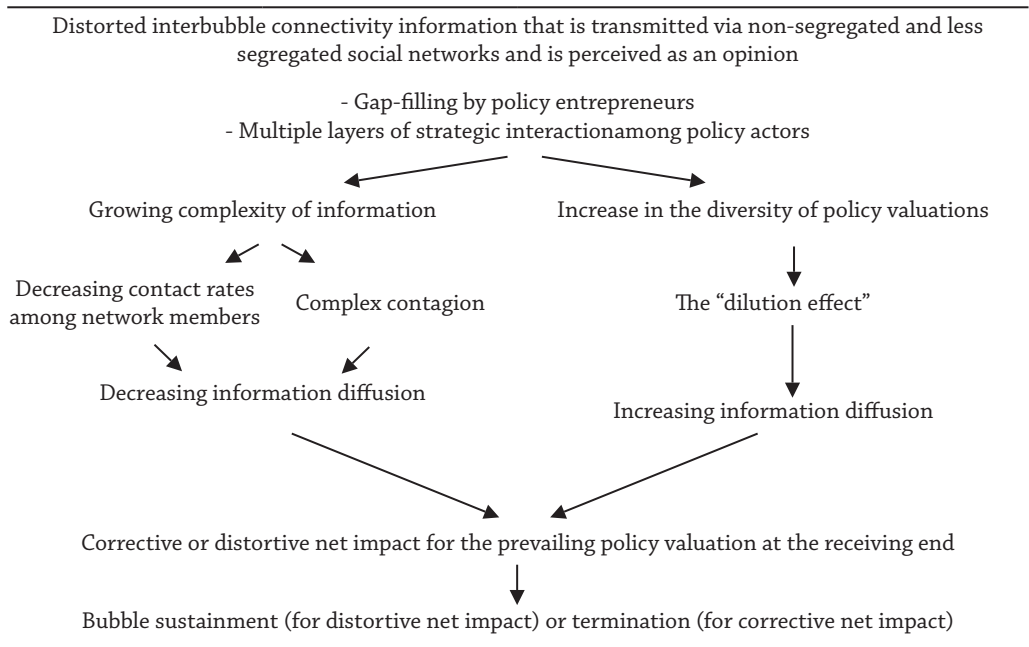 Distorted interbubble connectivity information that is transmitted via non-segregated and less
segregated social networks and is perceived as an opinion
- Gap-filling by policy entrepreneurs
- Multiple layers of strategic interactionamong policy actors
Growing complexity of information
Increase in the diversity of policy valuations
Decreasing contact rates
among network members
Complex contagion
The “dilution effect”
Decreasing information diffusion
Increasing information diffusion
Corrective or distortive net impact for the prevailing policy valuation at the receiving end
Bubble sustainment (for distortive net impact) or termination (for corrective net impact)